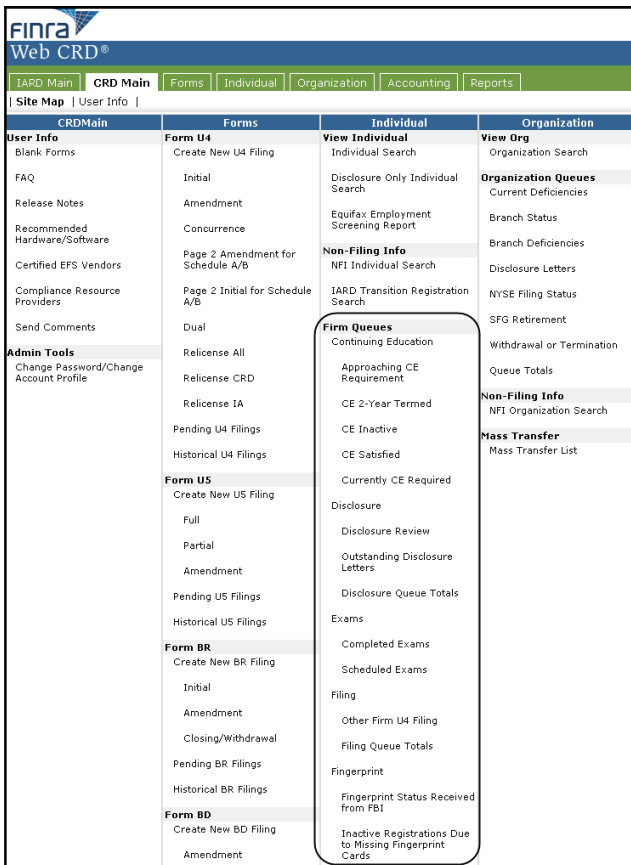 Finra
Web CRD®
IARD Main
CRD Main
Forms
Individual
Organization
Accounting
Reports
| Site Map | User Info |
CRDMain
User Info
Blank Forms
FAQ
Release Notes
Recommended
Hardware/Software
Certified EFS Vendors
Compliance Resource
Providers
Send Comments
Admin Tools
Change Password/Change
Account Profile
Forms
Form U4
Create New U4 Filing
Initial
Amendment
Concurrence
Page 2 Amendment for
Schedule A/B
Page 2 Initial for Schedule
A/B
Dual
Relicense All
Relicense CRD
Relicense IA
Pending U4 Filings
Historical U4 Filings
Form U5
Create New U5 Filing
Full
Partial
Amendment
Pending U5 Filings
Historical U5 Filings
Form BR
Create New BR Filing
Initial
Amendment
Closing/Withdrawal
Pending BR Filings
Historical BR Filings
Form BD
Create New BD Filing
Amendment
Individual
View Individual
Individual Search
Disclosure Only Individual
Search
Equifax Employment
Screening Report
Non-Filing Info
NFI Individual Search
IARD Transition Registration
Search
Firm Queues
Continuing Education
Approaching CE
Requirement
CE 2-Year Termed
CE Inactive
CE Satisfied
Currently CE Required
Disclosure
Disclosure Review
Outstanding Disclosure
Letters
Disclosure Queue Totals
Exams
Completed Exams
Scheduled Exams
Filing
Other Firm U4 Filing
Filing Queue Totals
Fingerprint
Fingerprint Status Received
from FBI
Inactive Registrations Due
to Missing Fingerprint
Cards
Organization
View Org
Organization Search
Organization Queues
Current Deficiencies
Branch Status
Branch Deficiencies
Disclosure Letters
NYSE Filing Status
SFG Retirement
Withdrawal or Termination
Queue Totals
Non-Filing Info
NFI Organization Search
Mass Transfer
Mass Transfer List